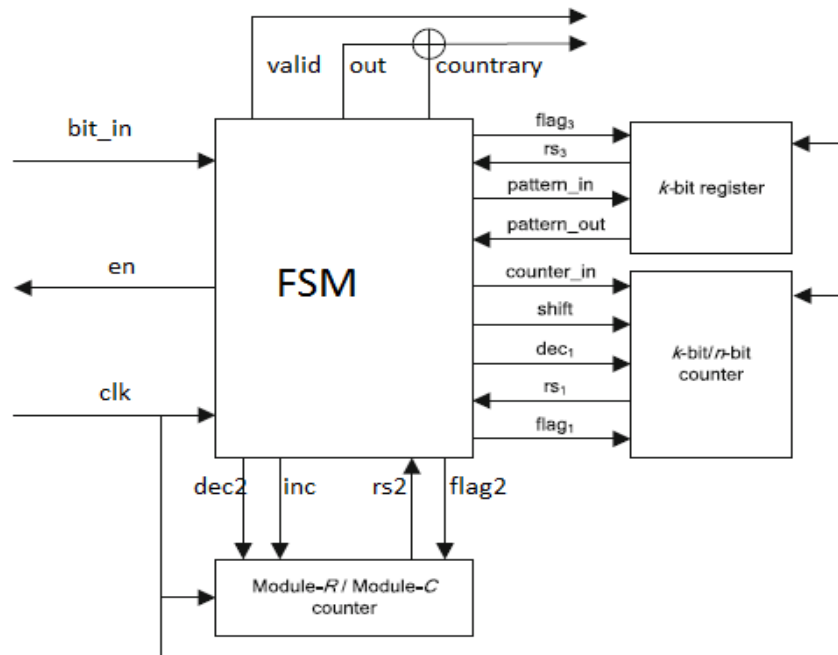 valid out countrary
bit_in
flag₃
rs₃
pattern_in
pattern_out
k-bit register
en
FSM
counter_in
shift
dec₁
rs₁
flag₁
k-bit/n-bit
counter
clk
dec2 inc rs2 flag2
Module-R / Module-C
counter